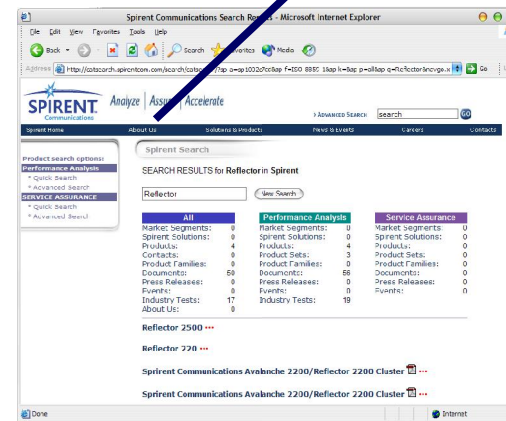 Spirent Communications Search Results - Microsoft Internet Explorer
File Edit View Favorites Tools Help
Back Search Favorites Media
Address Go
SPIRENT Communications
Analyze | Assure | Accelerate
> ADVANCED SEARCH search GO
Spirent Home About Us Solutions & Products News & Events Careers Contacts
Spirent Search
Product search options:
Performance Analysis
* Quick Search
* Advanced Search
SERVICE ASSURANCE
* Quick Search
* Advanced Search
SEARCH RESULTS for Reflector in Spirent
Reflector New Search
All Performance Analysis Service Assurance
Market Segments: 0 Market Segments: 0 Market Segments: 0
Spirent Solutions: 0 Spirent Solutions: 0 Spirent Solutions: 0
Products: 4 Products: 4 Products: 0
Contacts: 0 Product Sets: 3 Product Sets: 0
Product Families: 0 Product Families: 0 Product Families: 0
Documents: 50 Documents: 56 Documents: 0
Press Releases: 0 Press Releases: 0 Press Releases: 0
Events: 0 Events: 0 Events: 0
Industry Tests: 17 Industry Tests: 19
About Us: 0
Reflector 2500 ...
Reflector 220 ...
Sprirent Communications Avalanche 2200/Reflector 2200 Cluster ...
Sprirent Communications Avalanche 2200/Reflector 2200 Cluster ...
Done Internet